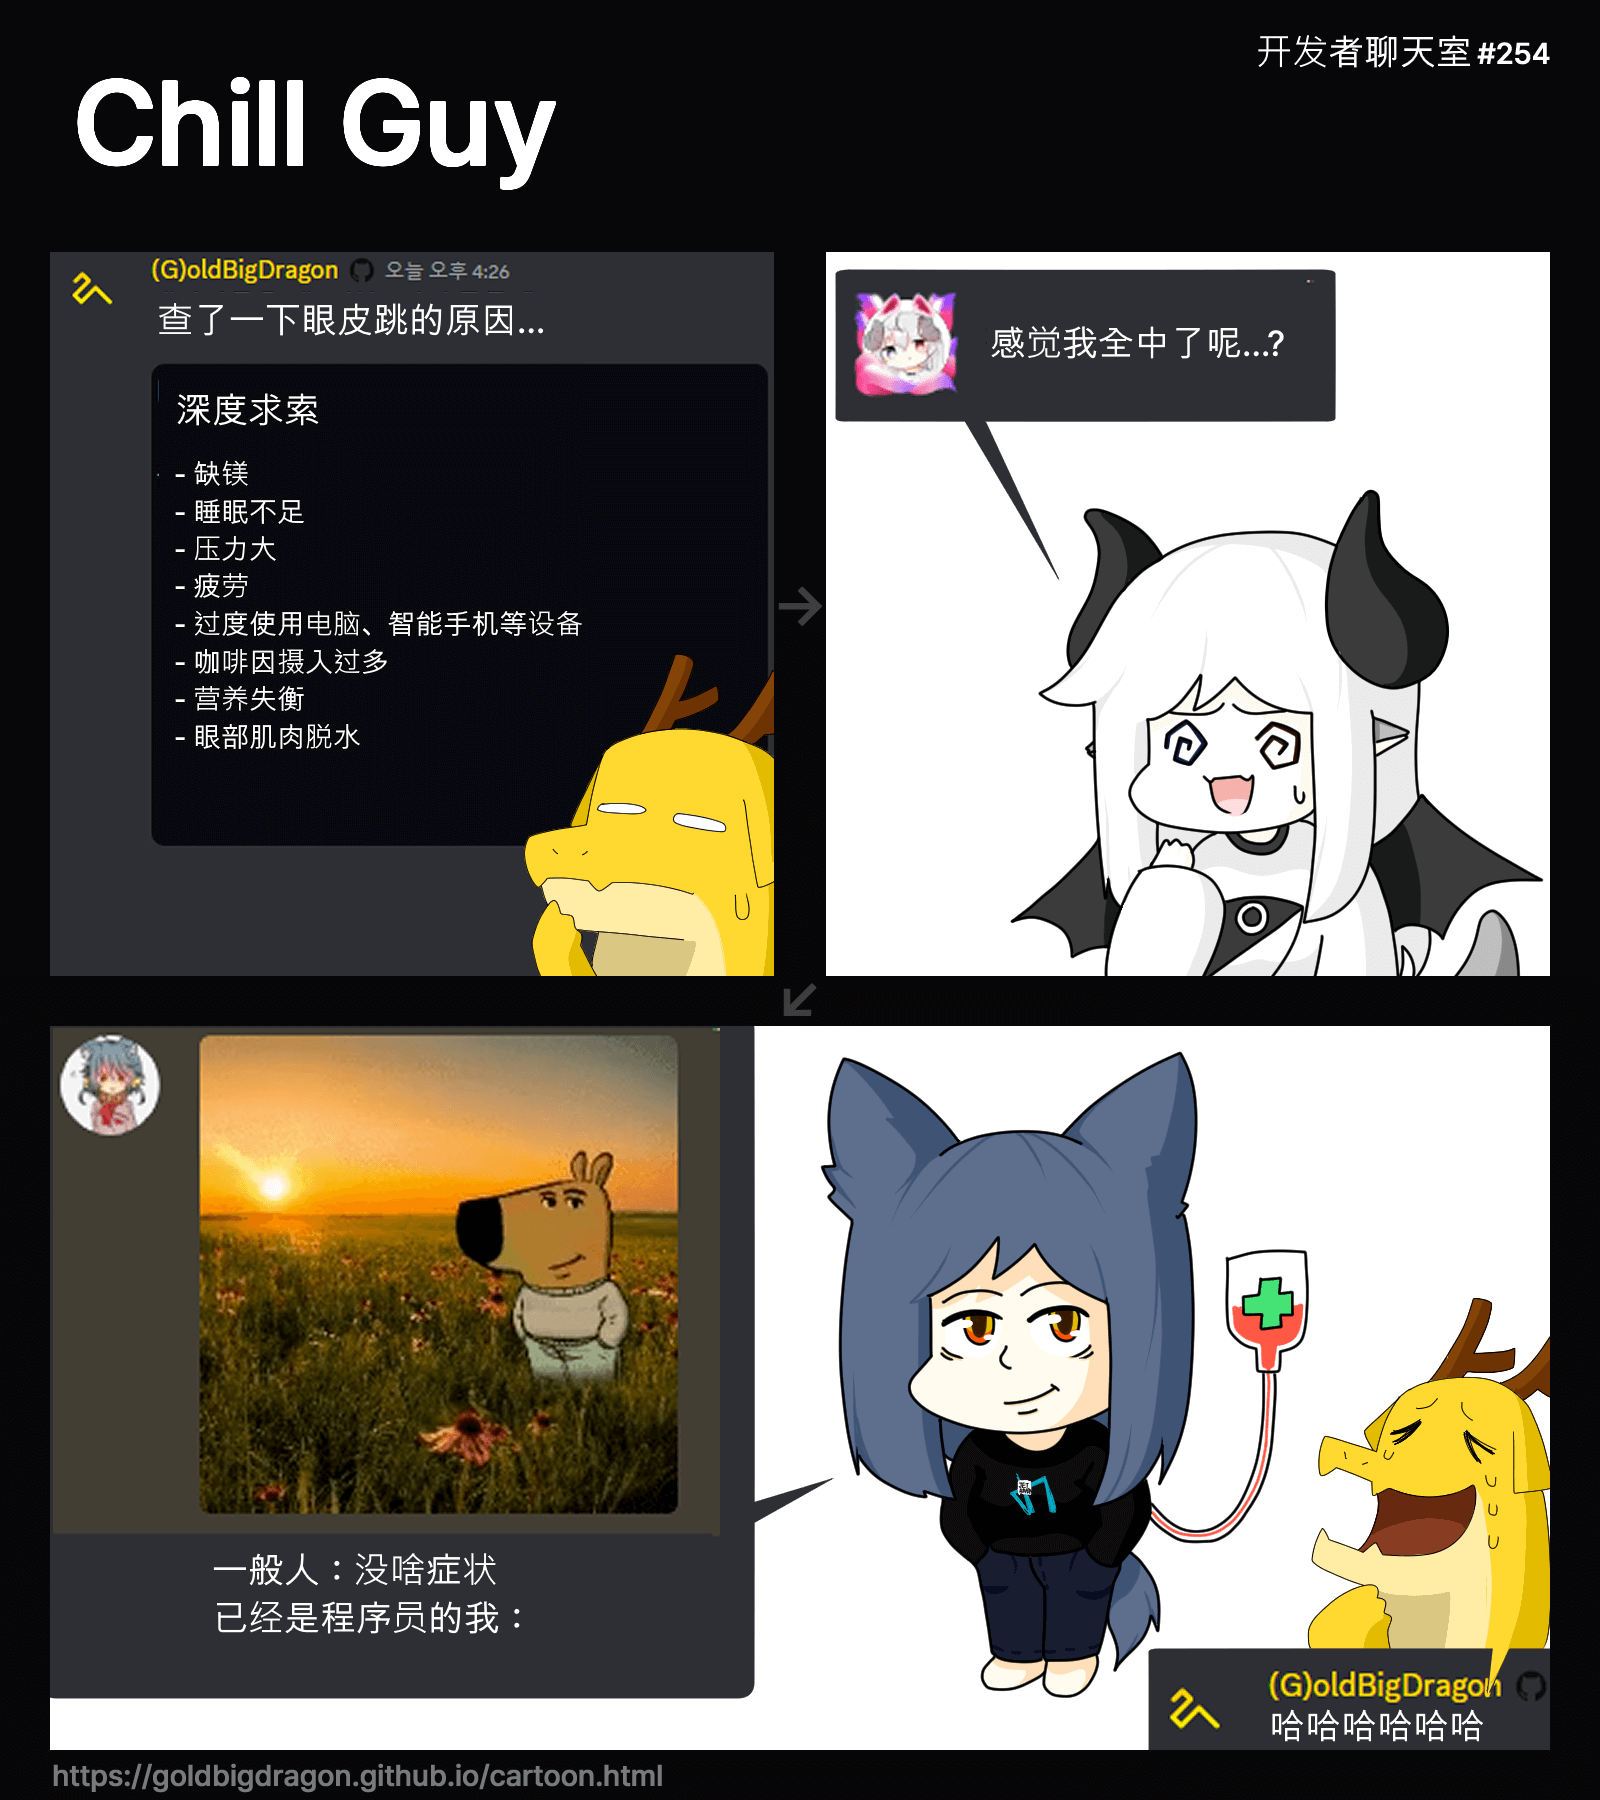 开发者聊天室 #254
Chill Guy
(G)oldBigDragon 오늘 오후 4:26
查了一下眼皮跳的原因...
深度求索
- 缺镁
- 睡眠不足
- 压力大
- 疲劳
- 过度使用电脑、智能手机等设备
- 咖啡因摄入过多
- 营养失衡
- 眼部肌肉脱水
感觉我全中了呢...?
一般人：没啥症状
已经是程序员的我：
(G)oldBigDragon
哈哈哈哈哈哈
https://goldbigdragon.github.io/cartoon.html